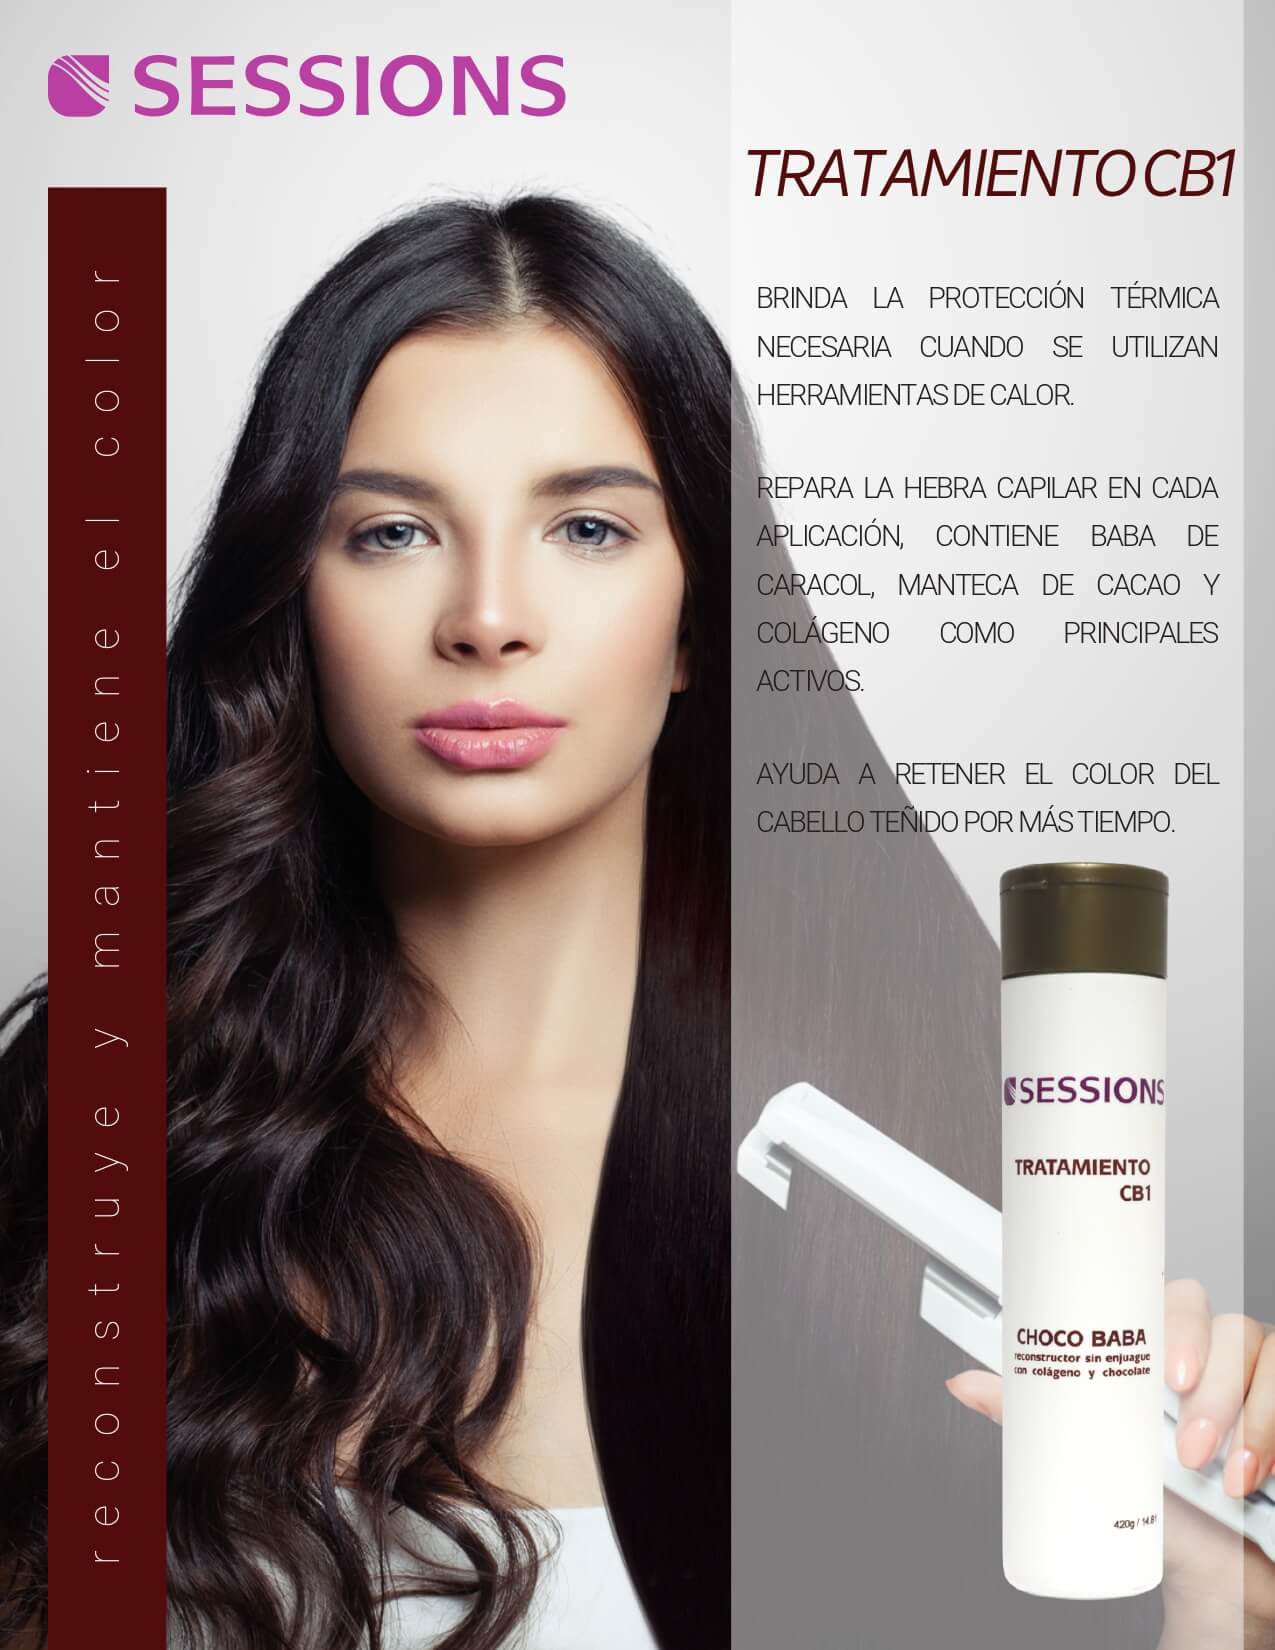 SESSIONS
TRATAMIENTO CB1
reconstruye y mantiene el color
BRINDA LA PROTECCIÓN TÉRMICA
NECESARIA CUANDO SE UTILIZAN
HERRAMIENTAS DE CALOR.
REPARA LA HEBRA CAPILAR EN CADA
APLICACIÓN, CONTIENE BABA DE
CARACOL, MANTECA DE CACAO Y
COLÁGENO COMO PRINCIPALES
ACTIVOS.
AYUDA A RETENER EL COLOR DEL
CABELLO TEÑIDO POR MÁS TIEMPO.
SESSIONS
TRATAMIENTO
CB1
CHOCO BABA
reconstructor sin enjuague
con colágeno y chocolate
420g /